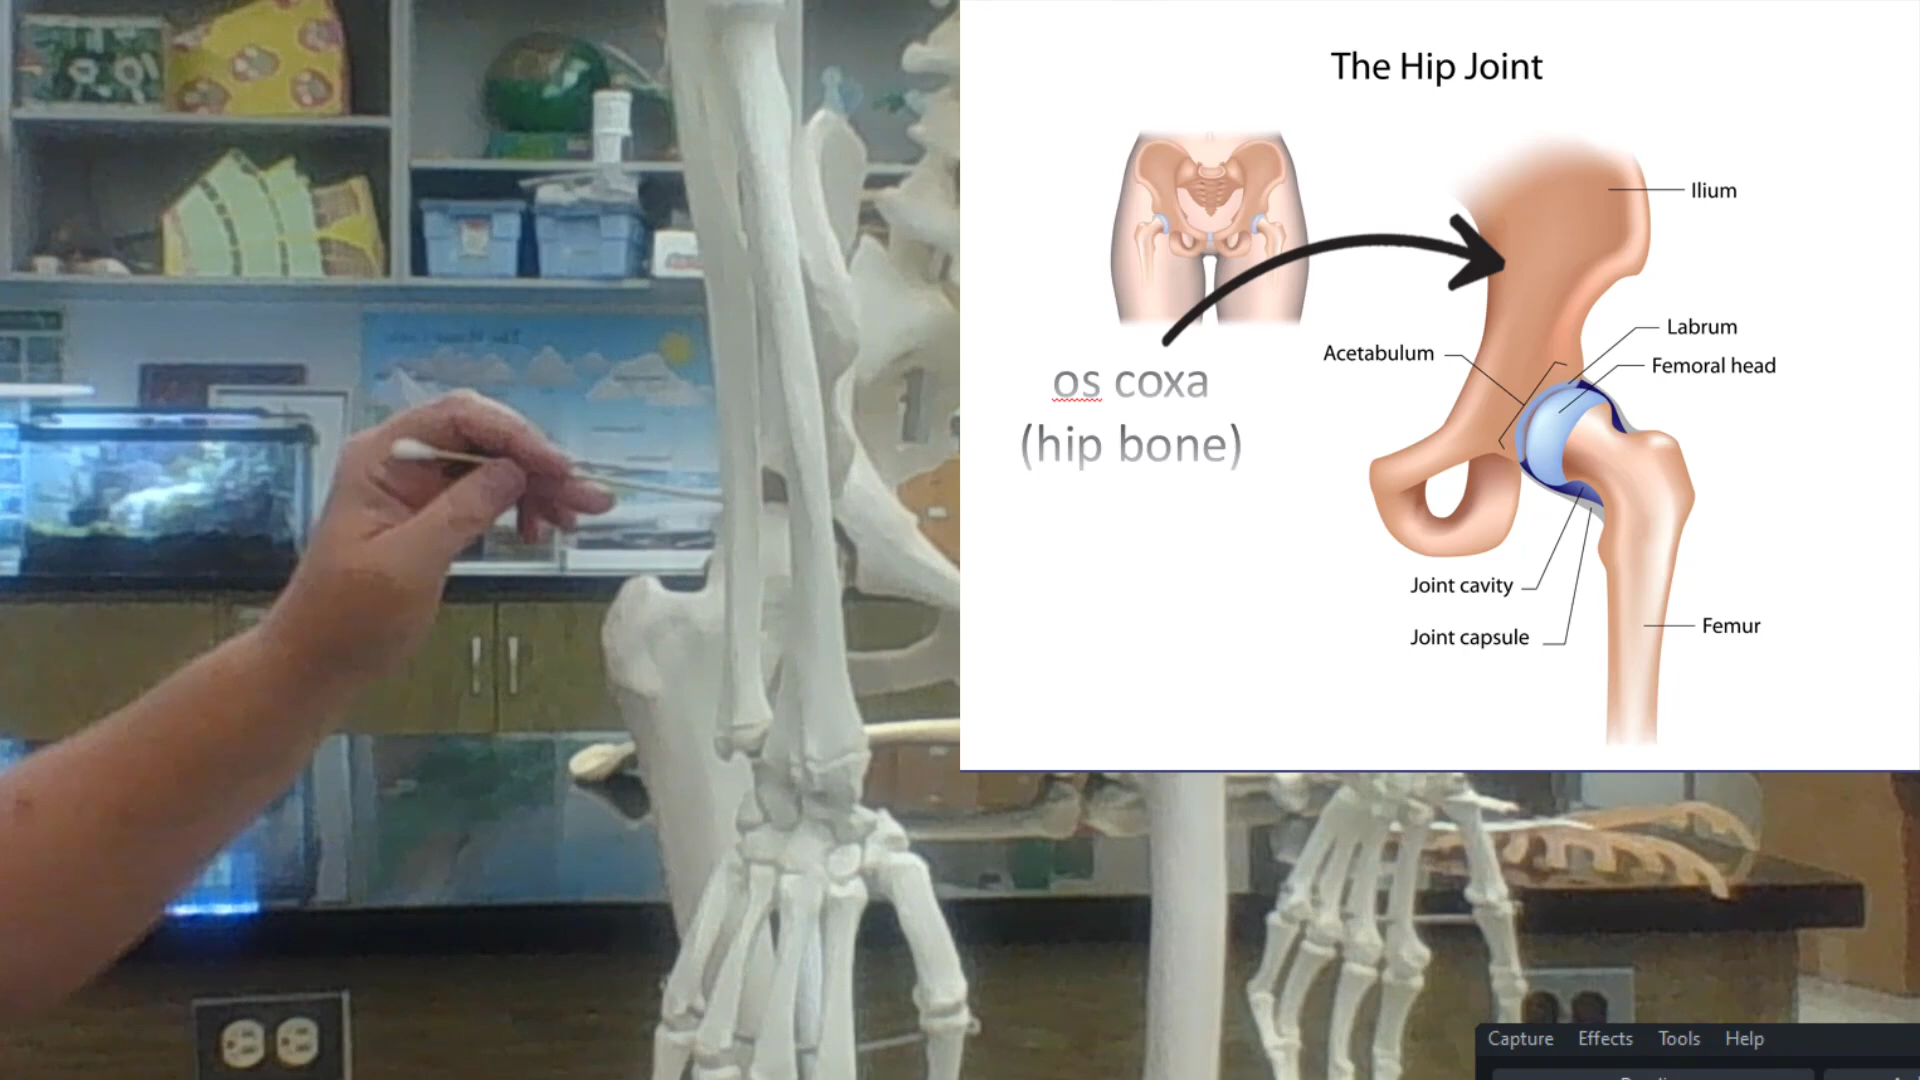 The Hip Joint
Ilium
Labrum
Acetabulum
Femoral head
os coxa
(hip bone)
Joint cavity
Femur
Joint capsule
Capture Effects Tools Help